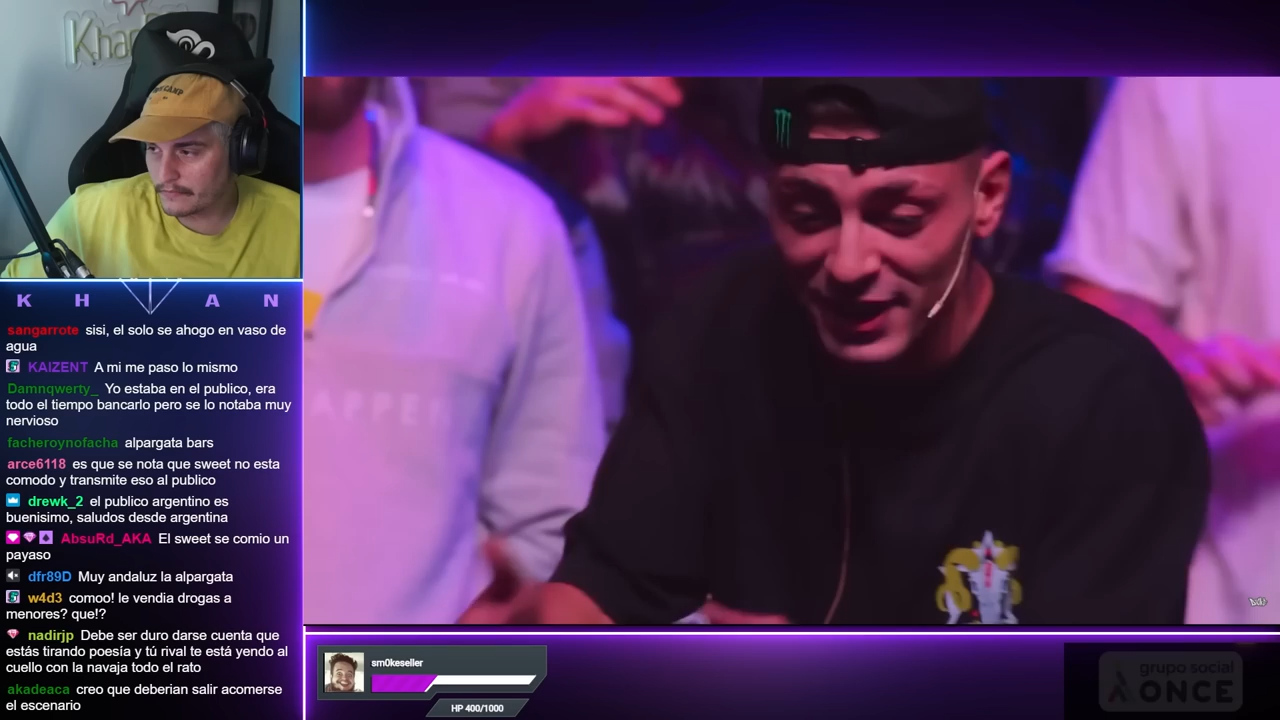 K H A N
sangarrote sisi, el solo se ahogo en vaso de
agua
KAIZENT A mi me paso lo mismo
Damnqwerty_ Yo estaba en el publico, era
todo el tiempo bancarlo pero se lo notaba muy
nervioso
facheroynofacha alpargata bars
arce6118 es que se nota que sweet no esta
comodo y transmite eso al publico
drewk_2 el publico argentino es
buenisimo, saludos desde argentina
AbsuRd_AKA El sweet se comio un
payaso
dfr89D Muy andaluz la alpargata
w4d3 comoo! le vendia drogas a
menores? que!?
nadirjp Debe ser duro darse cuenta que
estás tirando poesía y tú rival te está yendo al
cuello con la navaja todo el rato
akadeaca creo que deberian salir acomerse
el escenario
sm0keseller
HP 400/1000
grupo social
ONCE